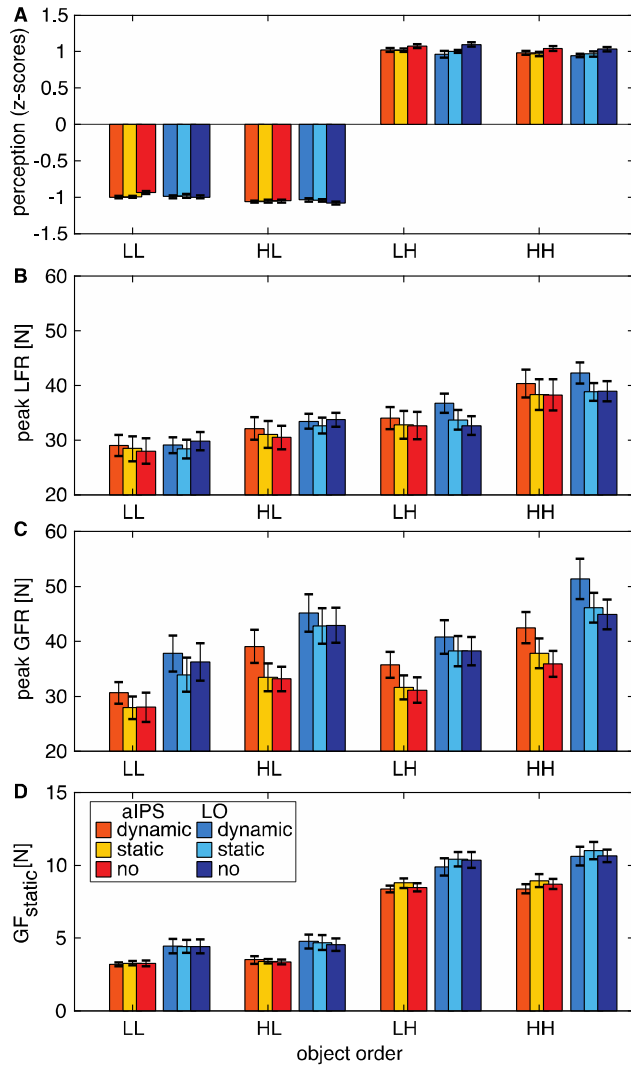 A
perception (z-scores)
1.5
1
0.5
0
-0.5
-1
-1.5
LL HL LH HH
B
peak LFR [N]
60
50
40
30
20
LL HL LH HH
C
peak GFR [N]
60
50
40
30
20
LL HL LH HH
D
GFstatic[N]
15
10
5
0
aIPS LO
dynamic dynamic
static static
no no
LL HL LH HH
object order